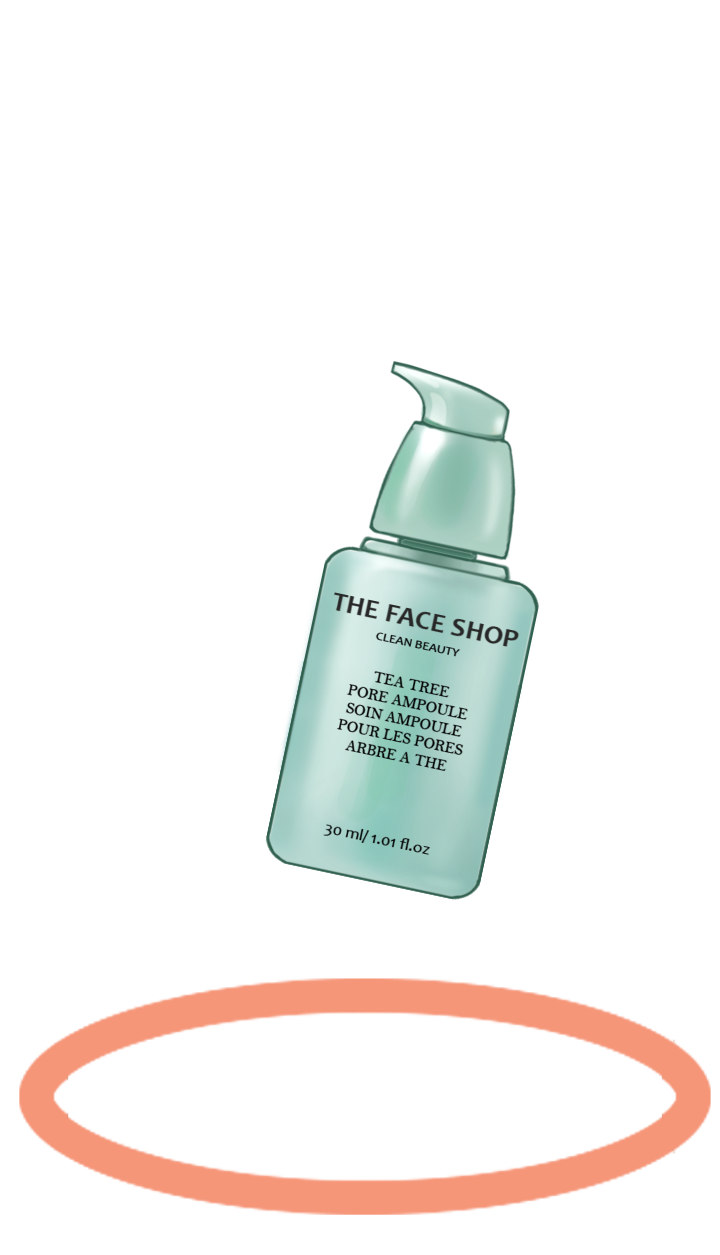 THE FACE SHOP
CLEAN BEAUTY
TEA TREE
PORE AMPOULE
SOIN AMPOULE
POUR LES PORES
ARBRE A THE
30 ml/ 1.01 fl.oz